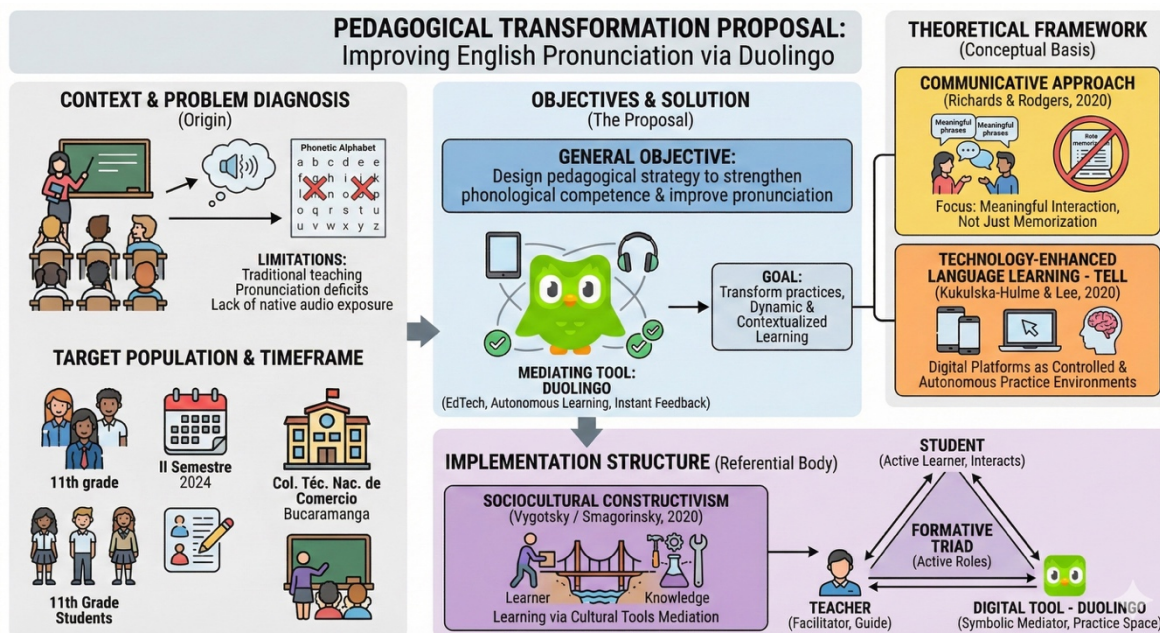 PEDAGOGICAL TRANSFORMATION PROPOSAL:
Improving English Pronunciation via Duolingo
CONTEXT & PROBLEM DIAGNOSIS
(Origin)
Phonetic Alphabet
a b c d e e
f g h i j k
o q r s t u
u v w x y z
LIMITATIONS:
Traditional teaching
Pronunciation deficits
Lack of native audio exposure
TARGET POPULATION & TIMEFRAME
11th grade
II Semestre
2024
Col. Téc. Nac. de
Comercio
Bucaramanga
11th Grade
Students
OBJECTIVES & SOLUTION
(The Proposal)
GENERAL OBJECTIVE:
Design pedagogical strategy to strengthen
phonological competence & improve pronunciation
GOAL:
Transform practices,
Dynamic &
Contextualized
Learning
MEDIATING TOOL:
DUOLINGO
(EdTech, Autonomous Learning, Instant Feedback)
THEORETICAL FRAMEWORK
(Conceptual Basis)
COMMUNICATIVE APPROACH
(Richards & Rodgers, 2020)
Meaningful
phrases
Meaningful
phrases
Rote
memorization
Focus: Meaningful Interaction,
Not Just Memorization
TECHNOLOGY-ENHANCED
LANGUAGE LEARNING - TELL
(Kukulska-Hulme & Lee, 2020)
Digital Platforms as Controlled &
Autonomous Practice Environments
IMPLEMENTATION STRUCTURE (Referential Body)
SOCIOCULTURAL CONSTRUCTIVISM
(Vygotsky / Smagorinsky, 2020)
Learner
Knowledge
Learning via Cultural Tools Mediation
STUDENT
(Active Learner, Interacts)
FORMATIVE
TRIAD
(Active Roles)
TEACHER
(Facilitator, Guide)
DIGITAL TOOL - DUOLINGO
(Symbolic Mediator, Practice Space)